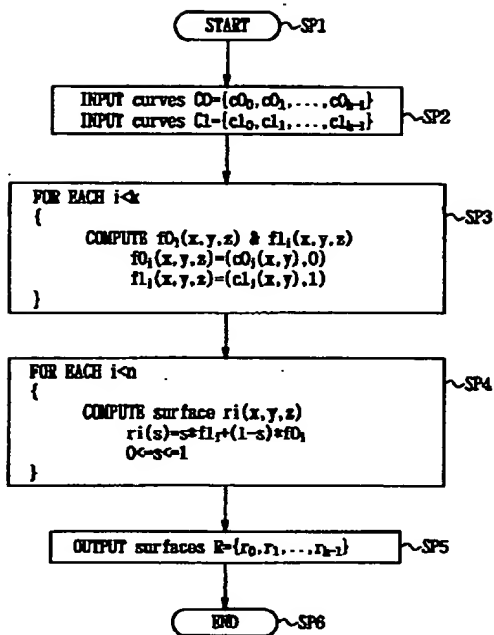 START
SP1
INPUT curves C0={c0₀,c0₁,...,c0ₖ₋₁}
INPUT curves C1={c1₀,c1₁,...,c1ₖ₋₁}
SP2
FOR EACH i<k
{
COMPUTE f0ᵢ(x,y,z) & f1ᵢ(x,y,z)
f0ᵢ(x,y,z)=(c0ᵢ(x,y),0)
f1ᵢ(x,y,z)=(c1ᵢ(x,y),1)
}
SP3
FOR EACH i<n
{
COMPUTE surface ri(x,y,z)
ri(s)=s*f1ᵢ+(1-s)*f0ᵢ
0<=s<=1
}
SP4
OUTPUT surfaces R={r₀,r₁,..,rₖ₋₁}
SP5
END
SP6